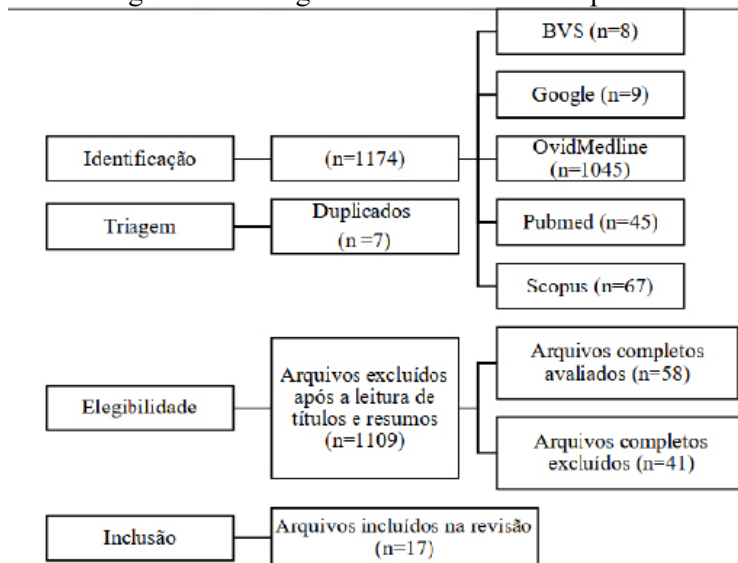 BVS (n=8)
Google (n=9)
Identificação
(n=1174)
OvidMedline
(n=1045)
Triagem
Duplicados
(n =7)
Pubmed (n=45)
Scopus (n=67)
Elegibilidade
Arquivos excluídos
após a leitura de
títulos e resumos
(n=1109)
Arquivos completos
avaliados (n=58)
Arquivos completos
excluídos (n=41)
Inclusão
Arquivos incluídos na revisão
(n=17)